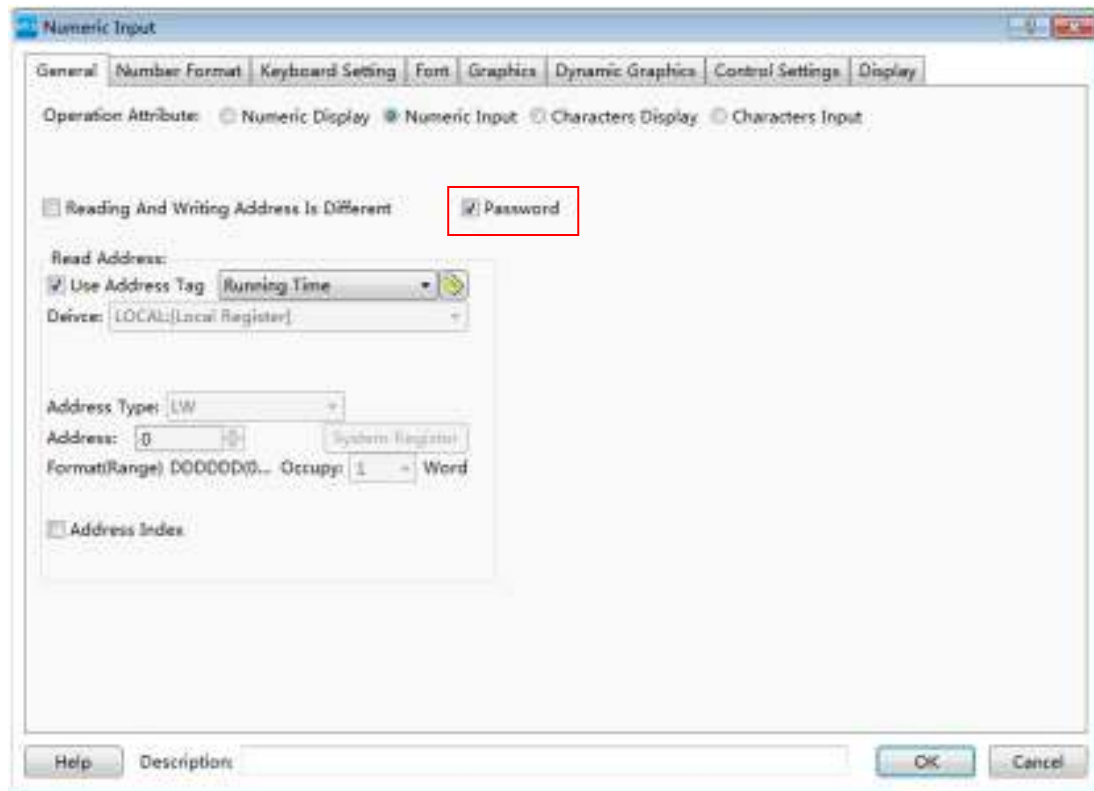 Numeric Input
General Number Format Keyboard Setting Font Graphics Dynamic Graphics Control Settings Display
Operation Attribute: Numeric Display Numeric Input Characters Display Characters Input
Reading And Writing Address Is Different Password
Read Address:
Use Address Tag Running Time
Deivce: LOCAL:[Local Register]
Address Type: LW
Address: 0 System Register
Format(Range) DDDDDD(0... Occupy: 1 Word
Address Index
Help Description: OK Cancel